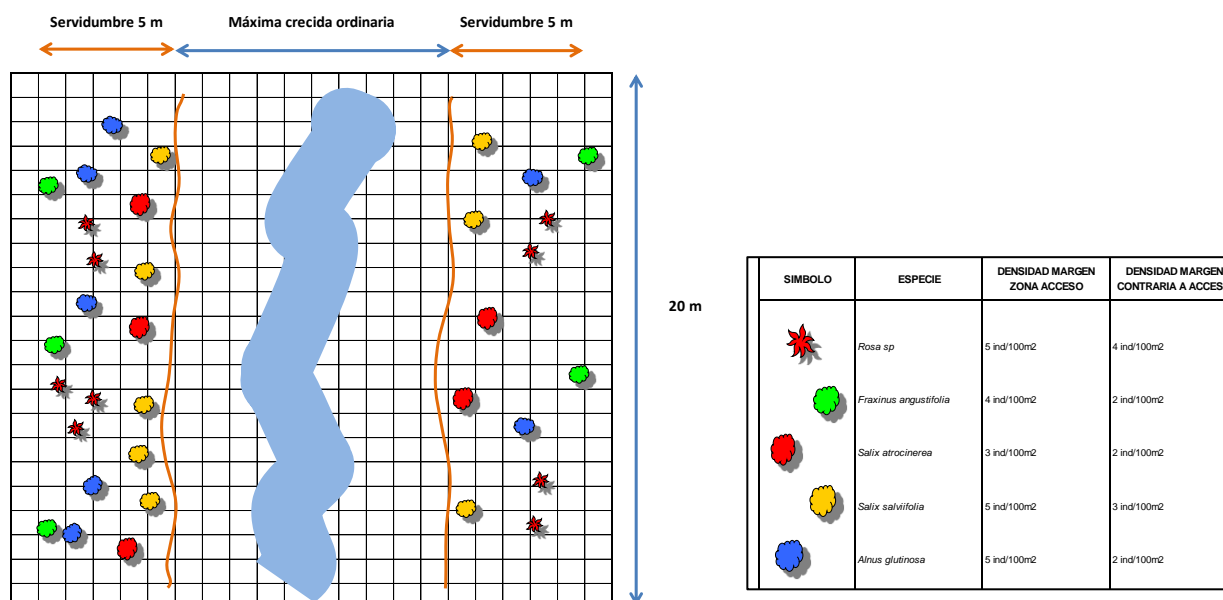 Servidumbre 5 m
Máxima crecida ordinaria
Servidumbre 5 m
20 m
SIMBOLO
ESPECIE
DENSIDAD MARGEN
ZONA ACCESO
DENSIDAD MARGEN
CONTRARIA A ACCES
Rosa sp
5 ind/100m2
4 ind/100m2
Fraxinus angustifolia
4 ind/100m2
2 ind/100m2
Salix atrocinerea
3 ind/100m2
2 ind/100m2
Salix salviifolia
5 ind/100m2
3 ind/100m2
Alnus glutinosa
5 ind/100m2
2 ind/100m2